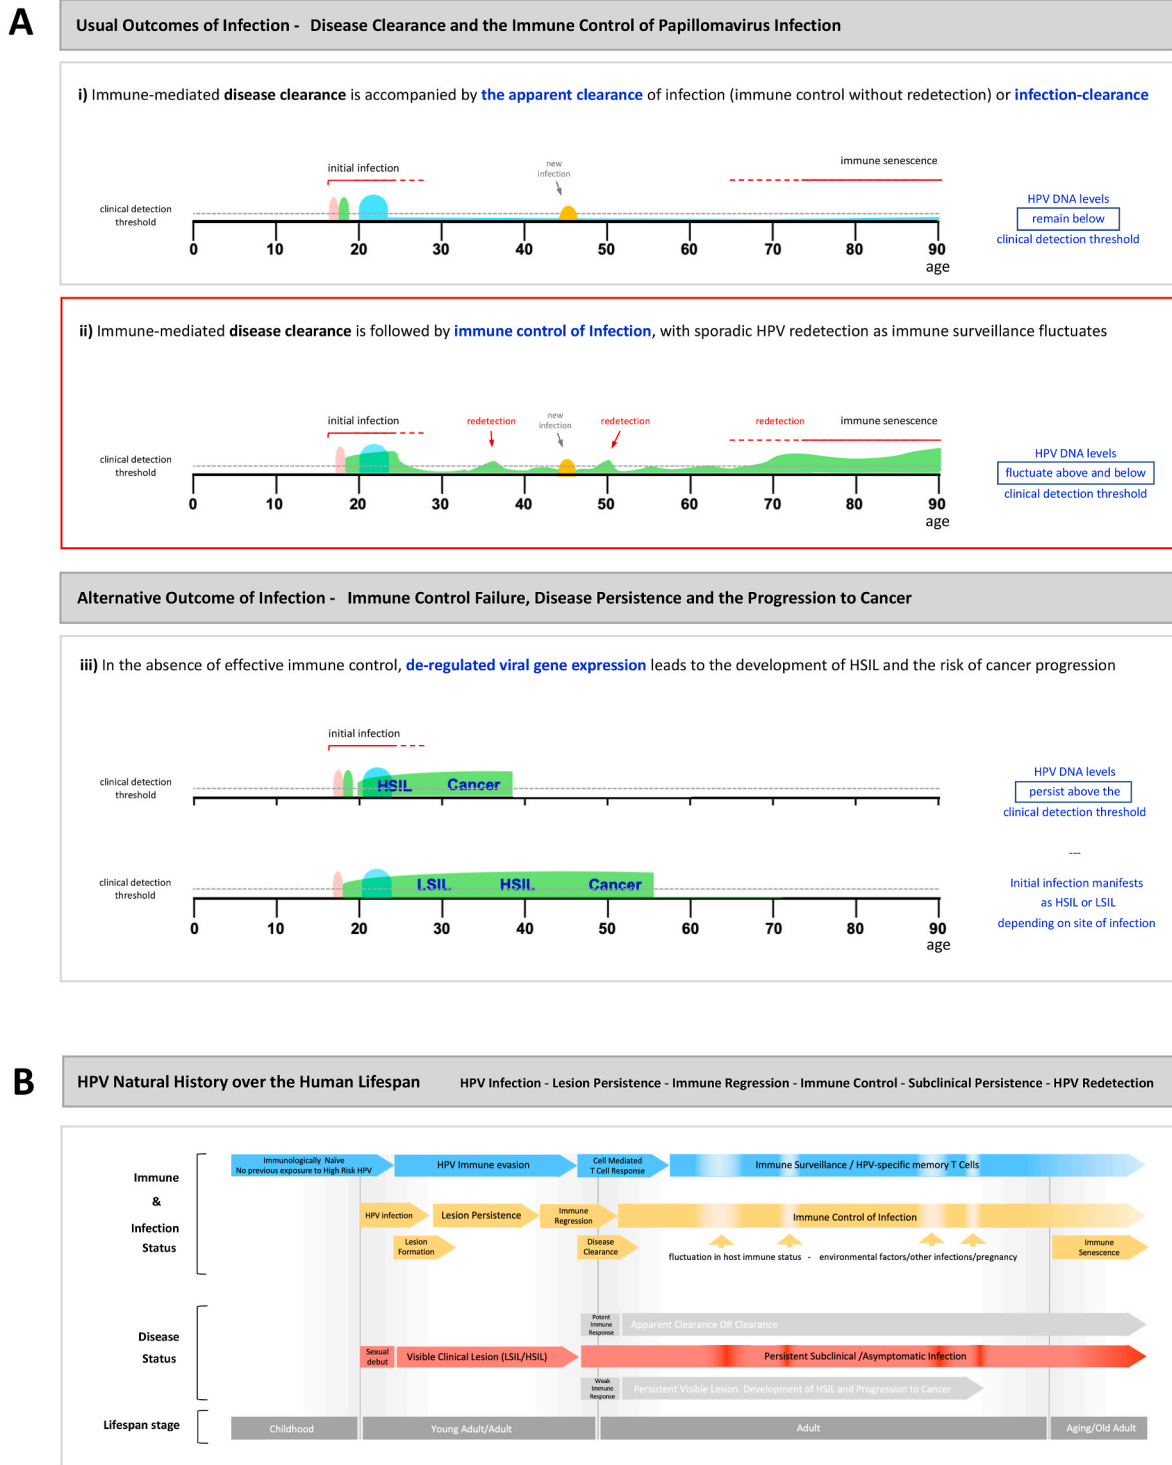 A
Usual Outcomes of Infection - Disease Clearance and the Immune Control of Papillomavirus Infection
i) Immune-mediated disease clearance is accompanied by the apparent clearance of infection (immune control without redetection) or infection-clearance
initial infection
new
infection
immune senescence
clinical detection
threshold
0 10 20 30 40 50 60 70 80 90
age
HPV DNA levels
remain below
clinical detection threshold
ii) Immune-mediated disease clearance is followed by immune control of Infection, with sporadic HPV redetection as immune surveillance fluctuates
initial infection
redetection
new
infection
redetection
redetection
immune senescence
clinical detection
threshold
0 10 20 30 40 50 60 70 80 90
age
HPV DNA levels
fluctuate above and below
clinical detection threshold
Alternative Outcome of Infection - Immune Control Failure, Disease Persistence and the Progression to Cancer
iii) In the absence of effective immune control, de-regulated viral gene expression leads to the development of HSIL and the risk of cancer progression
initial infection
clinical detection
threshold
HSIL Cancer
HPV DNA levels
persist above the
clinical detection threshold
---
clinical detection
threshold
LSIL HSIL Cancer
0 10 20 30 40 50 60 70 80 90
age
Initial infection manifests
as HSIL or LSIL
depending on site of infection
B
HPV Natural History over the Human Lifespan HPV Infection - Lesion Persistence - Immune Regression - Immune Control - Subclinical Persistence - HPV Redetection
Immune
&
Infection
Status
Immunologically Naïve
No previous exposure to High Risk HPV
HPV Immune evasion
Cell Mediated
T Cell Response
Immune Surveillance / HPV-specific memory T Cells
HPV infection
Lesion Persistence
Immune
Regression
Immune Control of Infection
Lesion
Formation
Disease
Clearance
fluctuation in host immune status - environmental factors/other infections/pregnancy
Immune
Senescence
Disease
Status
Potent
Immune
Response
Apparent Clearance OR Clearance
Sexual
debut
Visible Clinical Lesion (LSIL/HSIL)
Persistent Subclinical /Asymptomatic Infection
Weak
Immune
Response
Persistent Visible Lesion. Development of HSIL and Progression to Cancer
Lifespan stage
Childhood
Young Adult/Adult
Adult
Aging/Old Adult